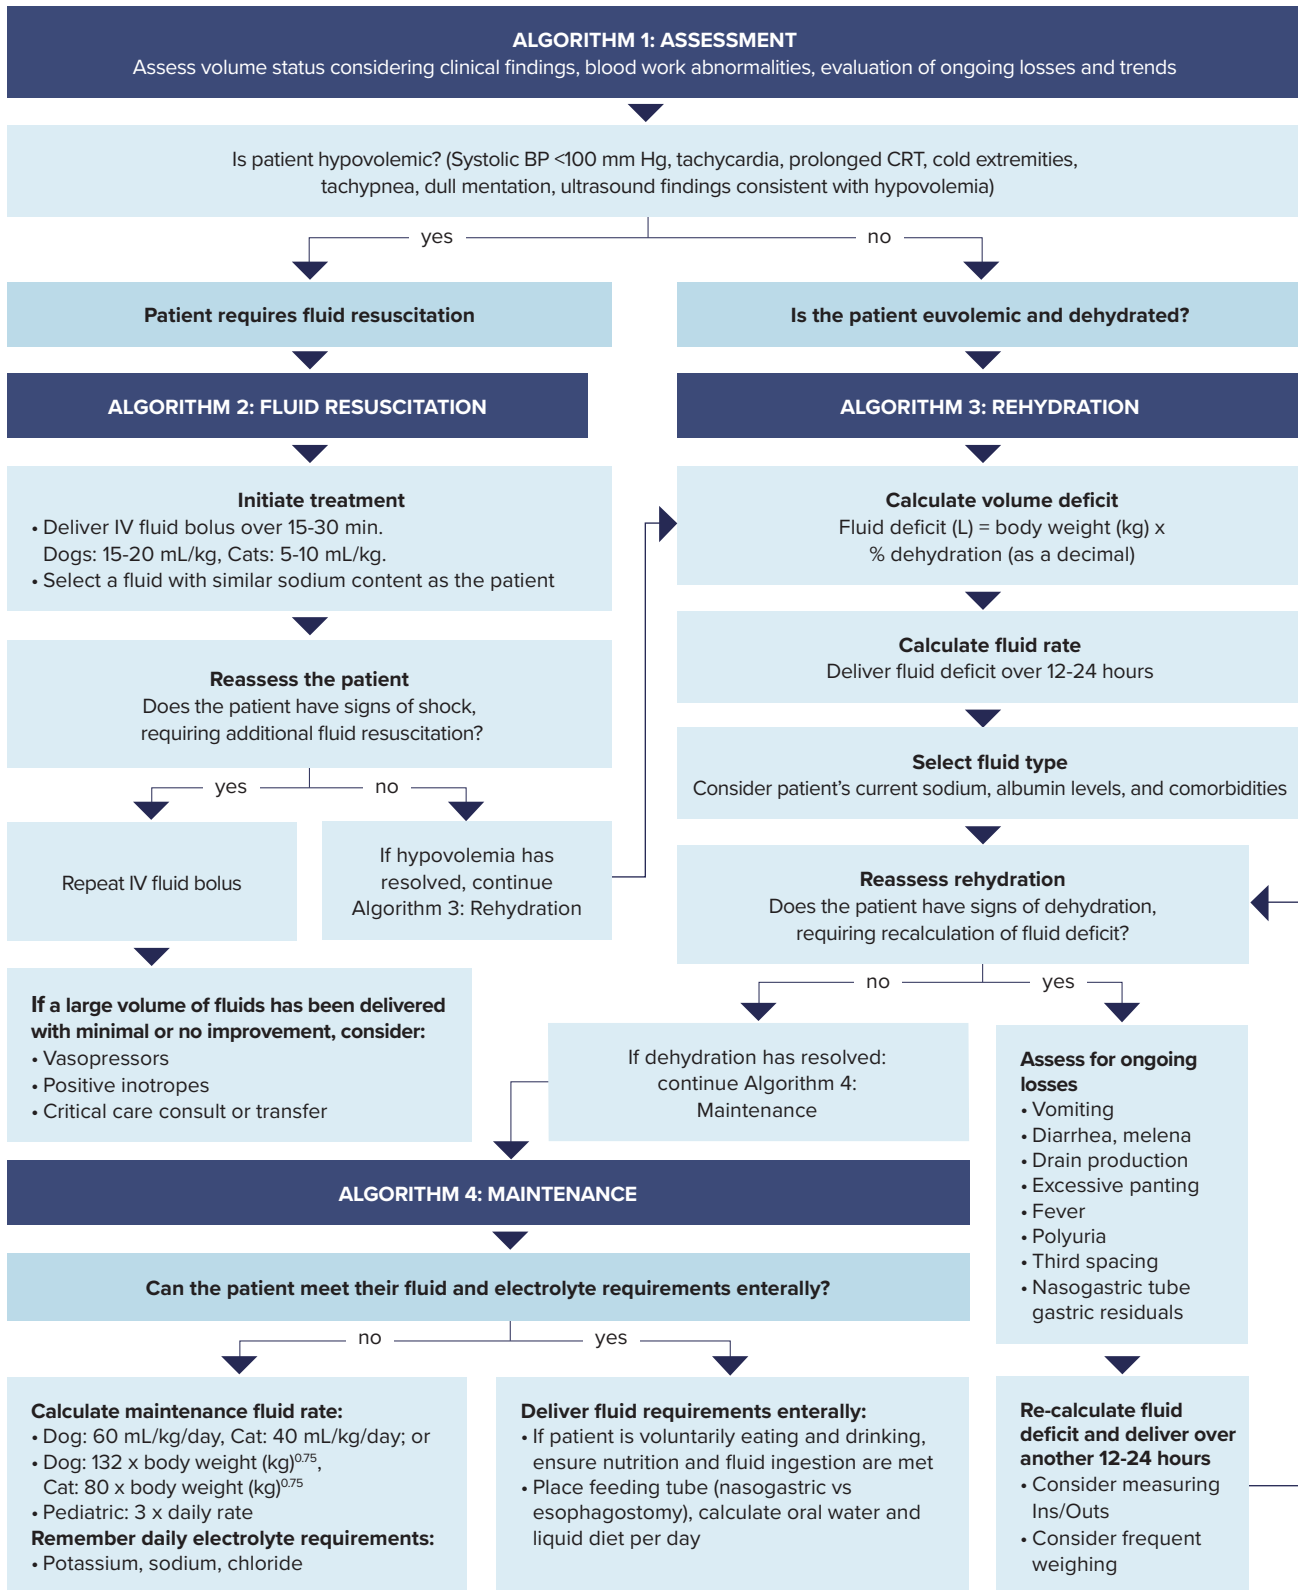 ALGORITHM 1: ASSESSMENT
Assess volume status considering clinical findings, blood work abnormalities, evaluation of ongoing losses and trends
Is patient hypovolemic? (Systolic BP <100 mm Hg, tachycardia, prolonged CRT, cold extremities,
tachypnea, dull mentation, ultrasound findings consistent with hypovolemia)
yes
no
Patient requires fluid resuscitation
Is the patient euvolemic and dehydrated?
ALGORITHM 2: FLUID RESUSCITATION
Initiate treatment
• Deliver IV fluid bolus over 15-30 min.
Dogs: 15-20 mL/kg, Cats: 5-10 mL/kg.
• Select a fluid with similar sodium content as the patient
Reassess the patient
Does the patient have signs of shock,
requiring additional fluid resuscitation?
yes
no
Repeat IV fluid bolus
If hypovolemia has
resolved, continue
Algorithm 3: Rehydration
If a large volume of fluids has been delivered
with minimal or no improvement, consider:
• Vasopressors
• Positive inotropes
• Critical care consult or transfer
ALGORITHM 3: REHYDRATION
Calculate volume deficit
Fluid deficit (L) = body weight (kg) x
% dehydration (as a decimal)
Calculate fluid rate
Deliver fluid deficit over 12-24 hours
Select fluid type
Consider patient's current sodium, albumin levels, and comorbidities
Reassess rehydration
Does the patient have signs of dehydration,
requiring recalculation of fluid deficit?
no
yes
If dehydration has resolved:
continue Algorithm 4:
Maintenance
Assess for ongoing
losses
• Vomiting
• Diarrhea, melena
• Drain production
• Excessive panting
• Fever
• Polyuria
• Third spacing
• Nasogastric tube
gastric residuals
Re-calculate fluid
deficit and deliver over
another 12-24 hours
• Consider measuring
Ins/Outs
• Consider frequent
weighing
ALGORITHM 4: MAINTENANCE
Can the patient meet their fluid and electrolyte requirements enterally?
no
yes
Calculate maintenance fluid rate:
• Dog: 60 mL/kg/day, Cat: 40 mL/kg/day; or
• Dog: 132 x body weight (kg)⁰·⁷⁵,
Cat: 80 x body weight (kg)⁰·⁷⁵
• Pediatric: 3 x daily rate
Remember daily electrolyte requirements:
• Potassium, sodium, chloride
Deliver fluid requirements enterally:
• If patient is voluntarily eating and drinking,
ensure nutrition and fluid ingestion are met
• Place feeding tube (nasogastric vs
esophagostomy), calculate oral water and
liquid diet per day